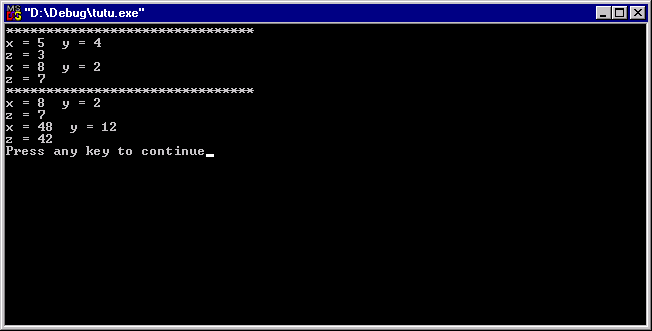 "D:\Debug\tutu.exe"
*******************************
x = 5  y = 4
z = 3
x = 8  y = 2
z = 7
*******************************
x = 8  y = 2
z = 7
x = 48  y = 12
z = 42
Press any key to continue